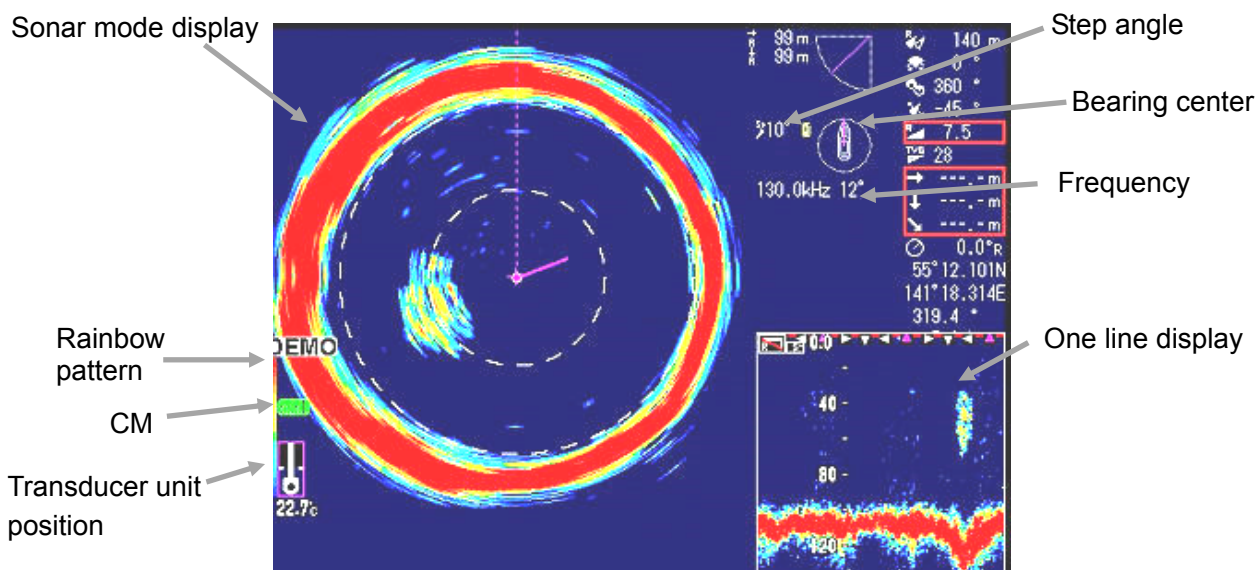 Sonar mode display
Step angle
Bearing center
Frequency
One line display
Rainbow
pattern
CM
Transducer unit
position
99 m
99 m
140 m
0 °
360 °
-45 °
7.5
TVG 28
10°
130.0kHz 12°
---.-m
---.-m
---.-m
0.0°R
55°12.101N
141°18.314E
319.4 °
DEMO
22.7c
0.0
40
80
120